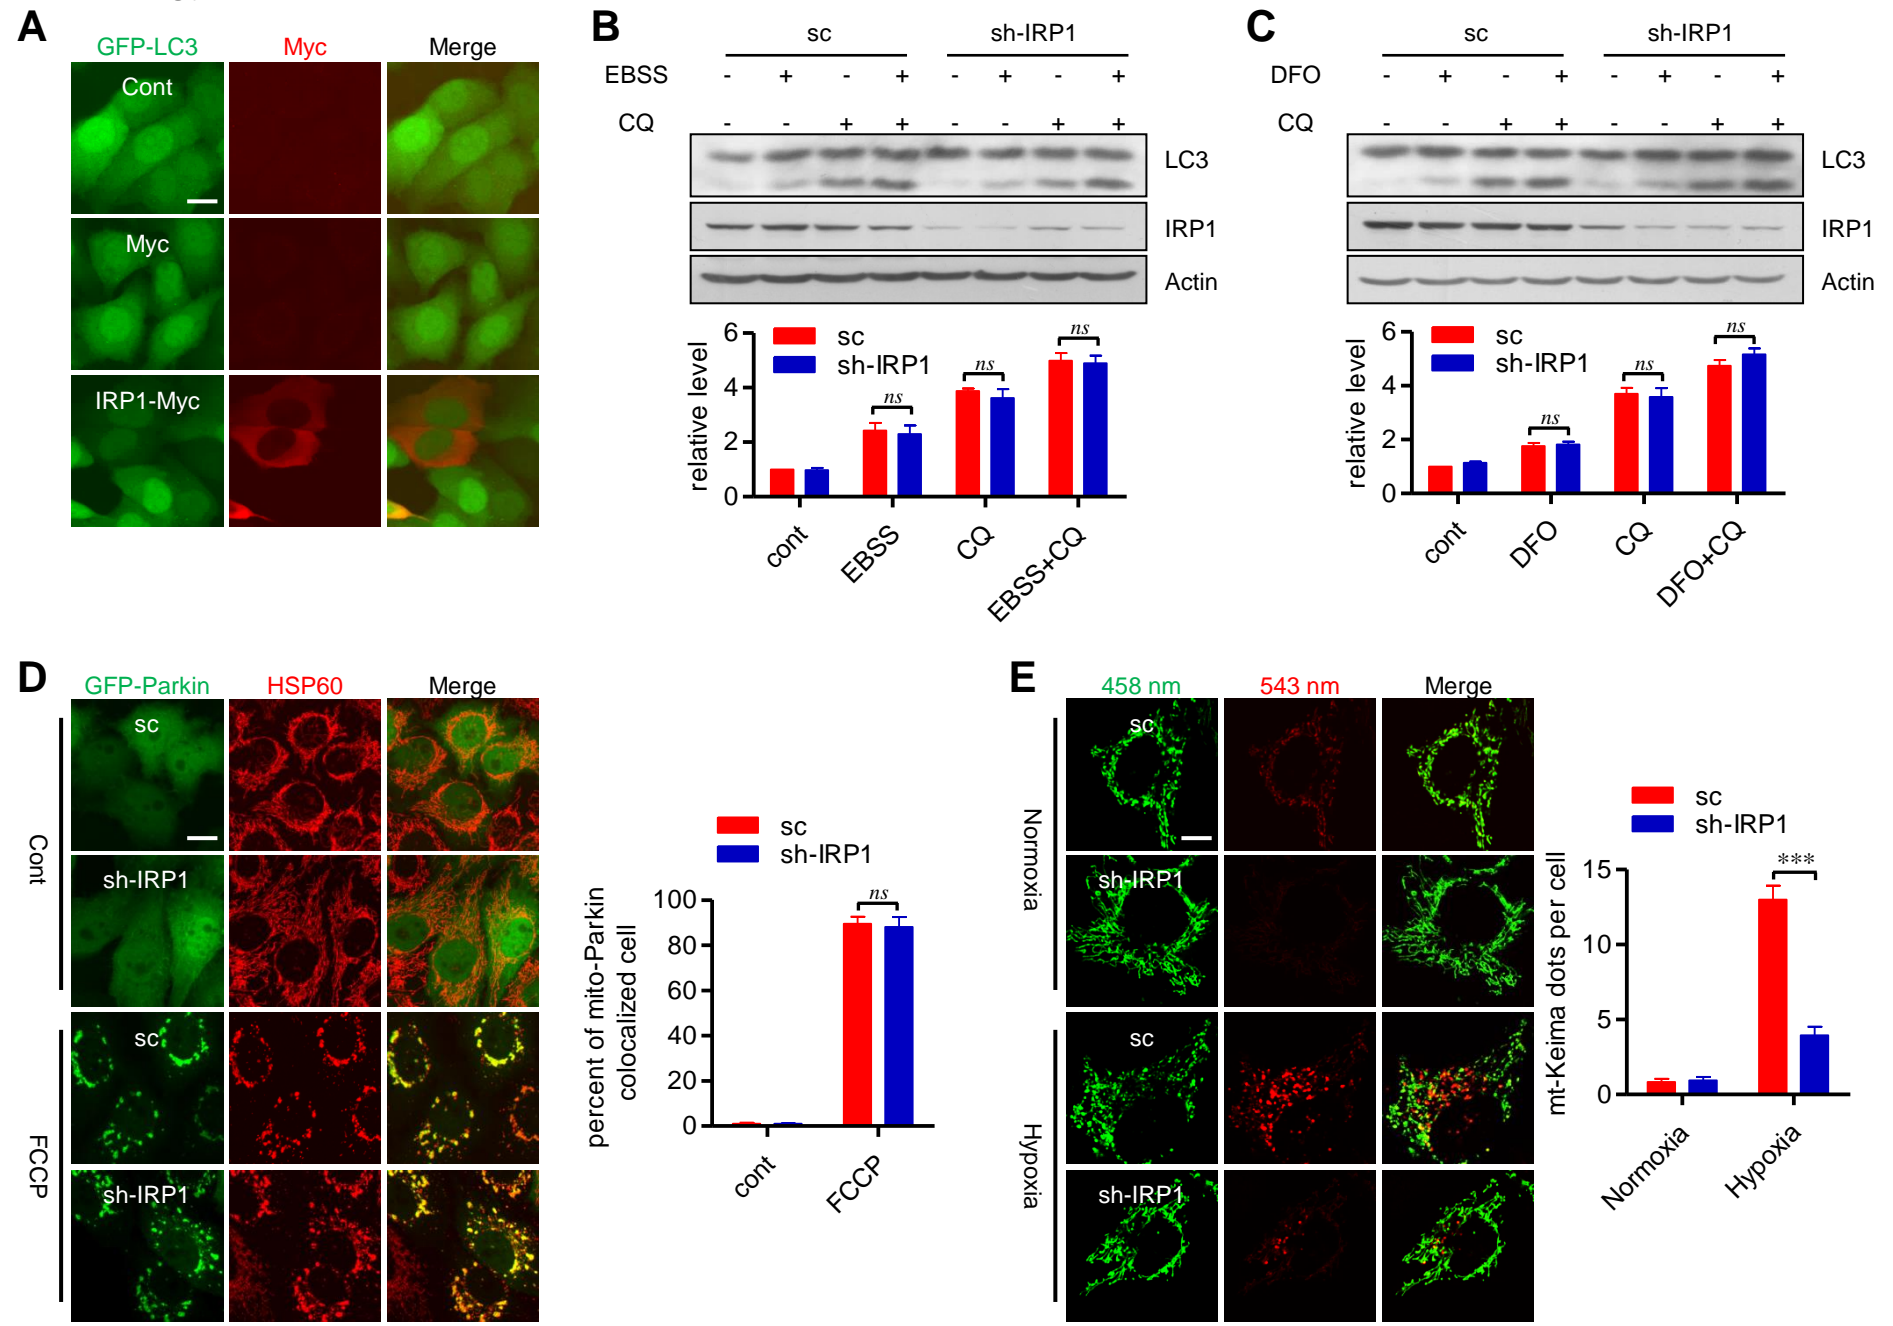 A
GFP-LC3 Myc Merge
Cont
Myc
IRP1-Myc
B
sc sh-IRP1
EBSS - + - + - + - +
CQ - - + + - - + +
LC3
IRP1
Actin
relative level
6
4
2
0
sc
sh-IRP1
ns ns ns
cont EBSS CQ EBSS+CQ
C
sc sh-IRP1
DFO - + - + - + - +
CQ - - + + - - + +
LC3
IRP1
Actin
relative level
6
4
2
0
sc
sh-IRP1
ns ns ns
cont DFO CQ DFO+CQ
D
GFP-Parkin HSP60 Merge
Cont
sc
sh-IRP1
FCCP
sc
sh-IRP1
sc
sh-IRP1
percent of mito-Parkin
colocalized cell
100
80
60
40
20
0
ns
cont FCCP
E
458 nm 543 nm Merge
Normoxia
sc
sh-IRP1
Hypoxia
sc
sh-IRP1
sc
sh-IRP1
mt-Keima dots per cell
15
10
5
0
***
Normoxia Hypoxia